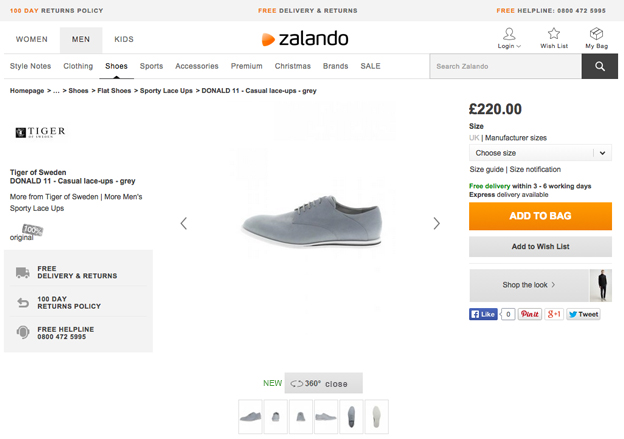 100 DAY RETURNS POLICY
FREE DELIVERY & RETURNS
FREE HELPLINE: 0800 472 5995
WOMEN
MEN
KIDS
zalando
Login
Wish List
My Bag
Style Notes
Clothing
Shoes
Sports
Accessories
Premium
Christmas
Brands
SALE
Search Zalando
Homepage > ... > Shoes > Flat Shoes > Sporty Lace Ups > DONALD 11 - Casual lace-ups - grey
TIGER
OF SWEDEN
Tiger of Sweden
DONALD 11 - Casual lace-ups - grey
More from Tiger of Sweden | More Men's
Sporty Lace Ups
100%
original
FREE
DELIVERY & RETURNS
100 DAY
RETURNS POLICY
FREE HELPLINE
0800 472 5995
NEW
360° close
£220.00
Size
UK | Manufacturer sizes
Choose size
Size guide | Size notification
Free delivery within 3 - 6 working days
Express delivery available
ADD TO BAG
Add to Wish List
Shop the look >
Like
0
Pin it
g+1
Tweet